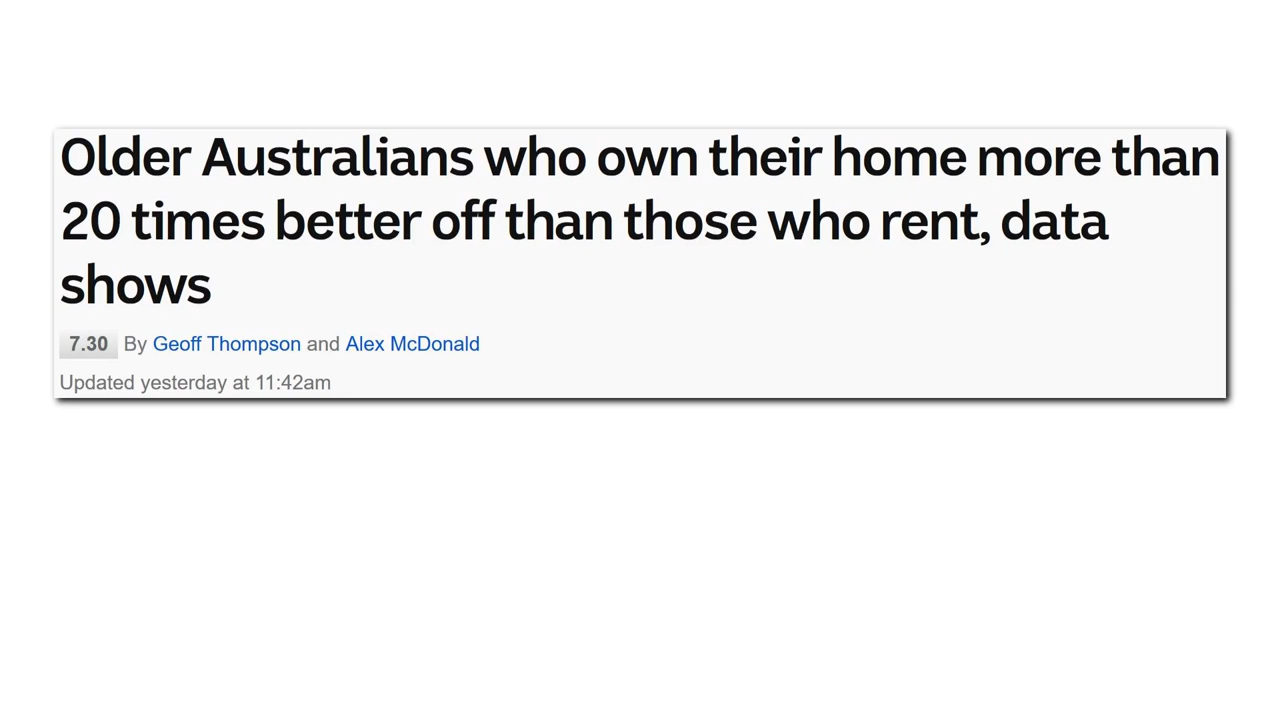 Older Australians who own their home more than
20 times better off than those who rent, data
shows
7.30 By Geoff Thompson and Alex McDonald
Updated yesterday at 11:42am